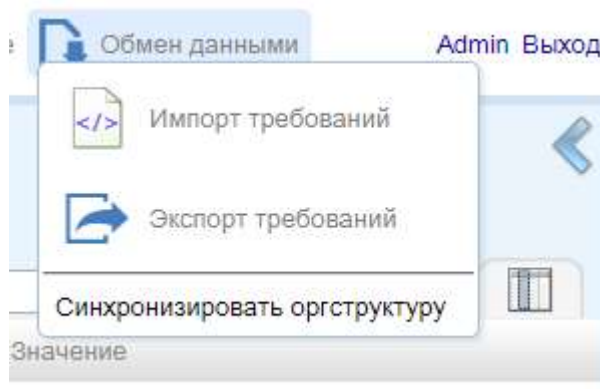 е Обмен данными Admin Выход
</> Импорт требований
Экспорт требований
Синхронизировать оргструктуру
Значение